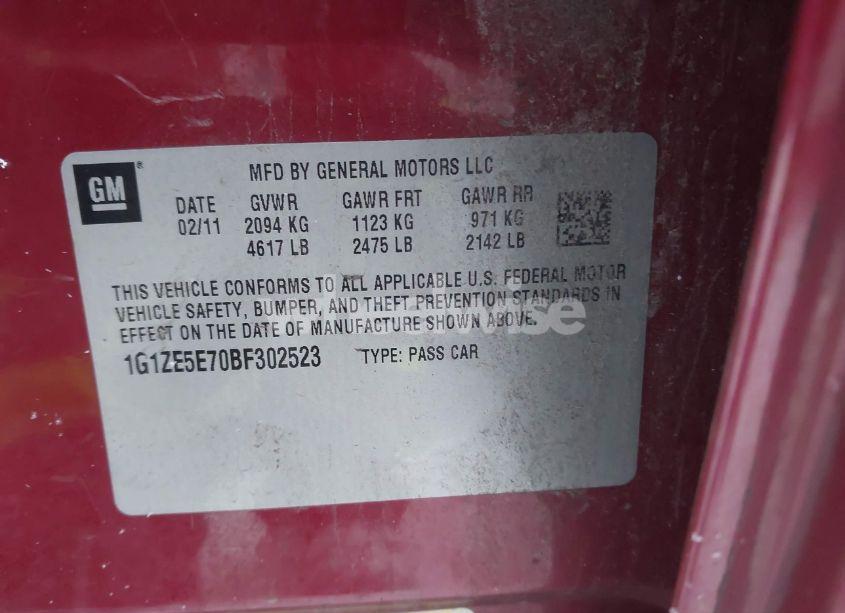 GM
MFD BY GENERAL MOTORS LLC
DATE GVWR GAWR FRT GAWR RR
02/11 2094 KG 1123 KG 971 KG
4617 LB 2475 LB 2142 LB
THIS VEHICLE CONFORMS TO ALL APPLICABLE U.S. FEDERAL MOTOR
VEHICLE SAFETY, BUMPER, AND THEFT PREVENTION STANDARDS IN
EFFECT ON THE DATE OF MANUFACTURE SHOWN ABOVE.
1G1ZE5E70BF302523 TYPE: PASS CAR